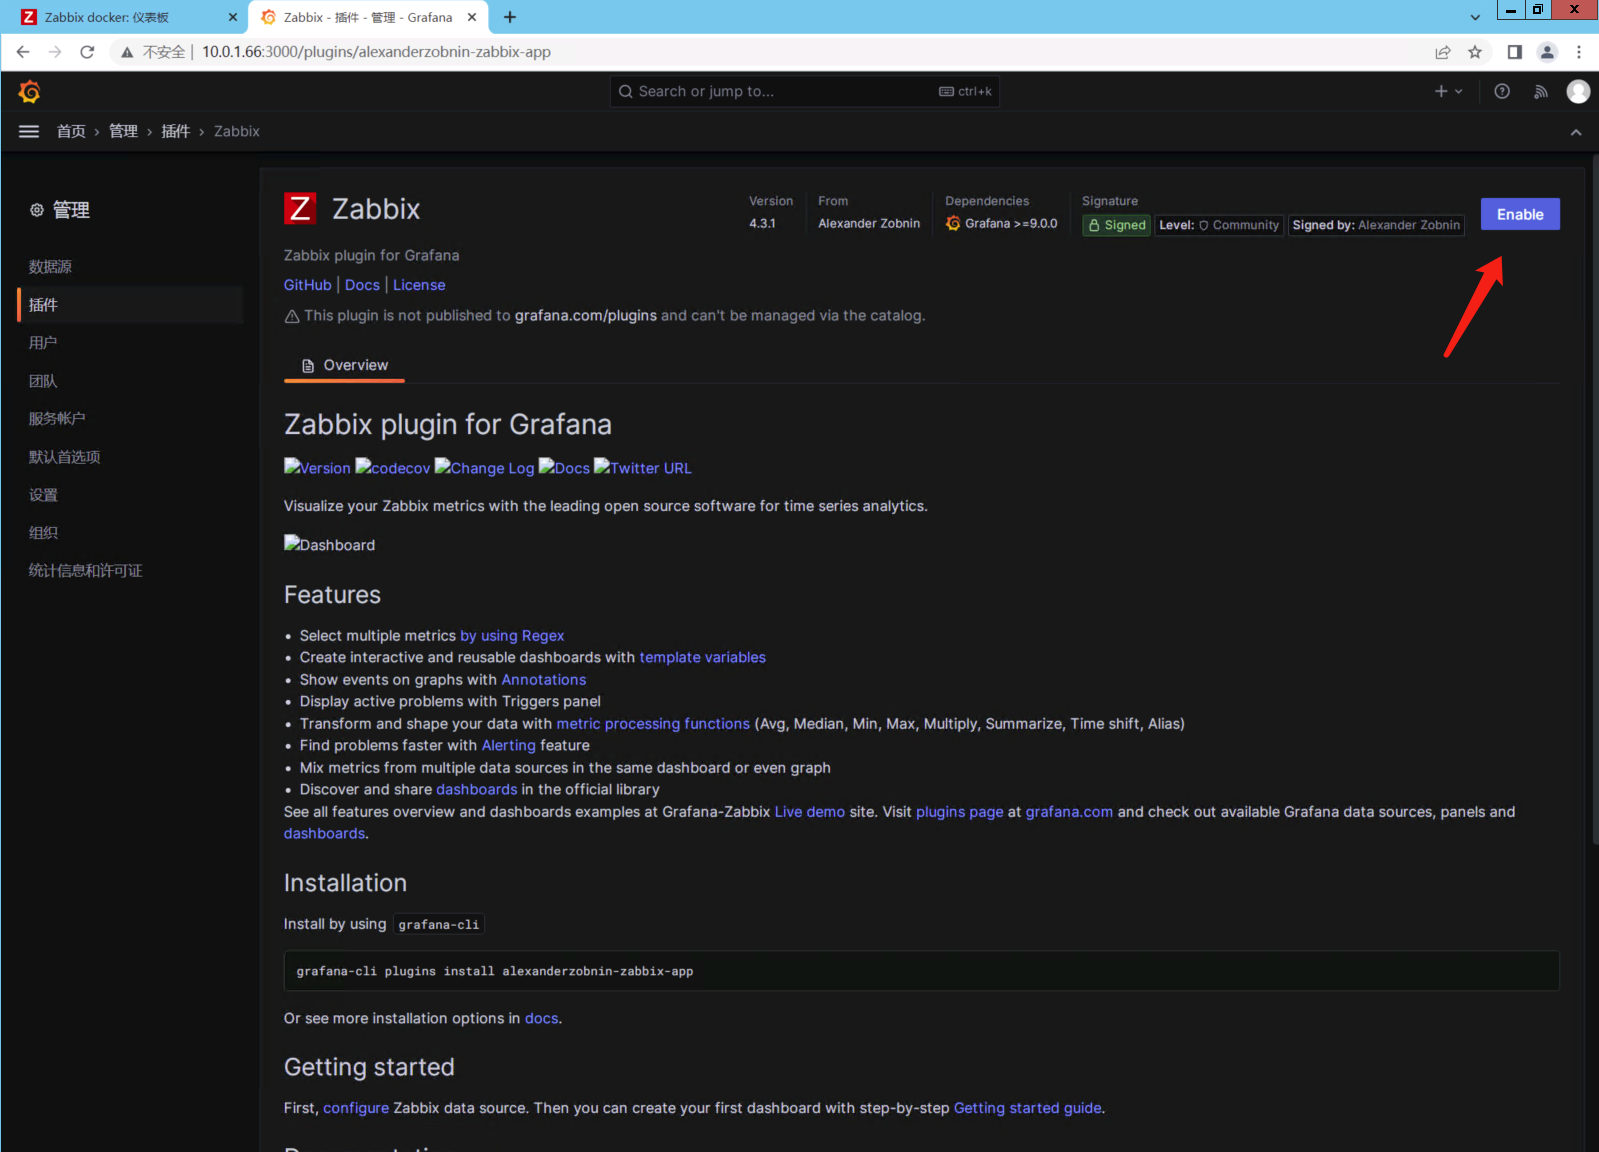 Zabbix docker: 仪表板
Zabbix - 插件 - 管理 - Grafana
不安全 | 10.0.1.66:3000/plugins/alexanderzobnin-zabbix-app
Search or jump to...
ctrl+k
首页 › 管理 › 插件 › Zabbix
管理
数据源
插件
用户
团队
服务帐户
默认首选项
设置
组织
统计信息和许可证
Z Zabbix
Version
4.3.1
From
Alexander Zobnin
Dependencies
Grafana >=9.0.0
Signature
Signed
Level: Community
Signed by: Alexander Zobnin
Enable
Zabbix plugin for Grafana
GitHub | Docs | License
This plugin is not published to grafana.com/plugins and can't be managed via the catalog.
Overview
Zabbix plugin for Grafana
Version codecov Change Log Docs Twitter URL
Visualize your Zabbix metrics with the leading open source software for time series analytics.
Dashboard
Features
• Select multiple metrics by using Regex
• Create interactive and reusable dashboards with template variables
• Show events on graphs with Annotations
• Display active problems with Triggers panel
• Transform and shape your data with metric processing functions (Avg, Median, Min, Max, Multiply, Summarize, Time shift, Alias)
• Find problems faster with Alerting feature
• Mix metrics from multiple data sources in the same dashboard or even graph
• Discover and share dashboards in the official library
See all features overview and dashboards examples at Grafana-Zabbix Live demo site. Visit plugins page at grafana.com and check out available Grafana data sources, panels and
dashboards.
Installation
Install by using grafana-cli
grafana-cli plugins install alexanderzobnin-zabbix-app
Or see more installation options in docs.
Getting started
First, configure Zabbix data source. Then you can create your first dashboard with step-by-step Getting started guide.